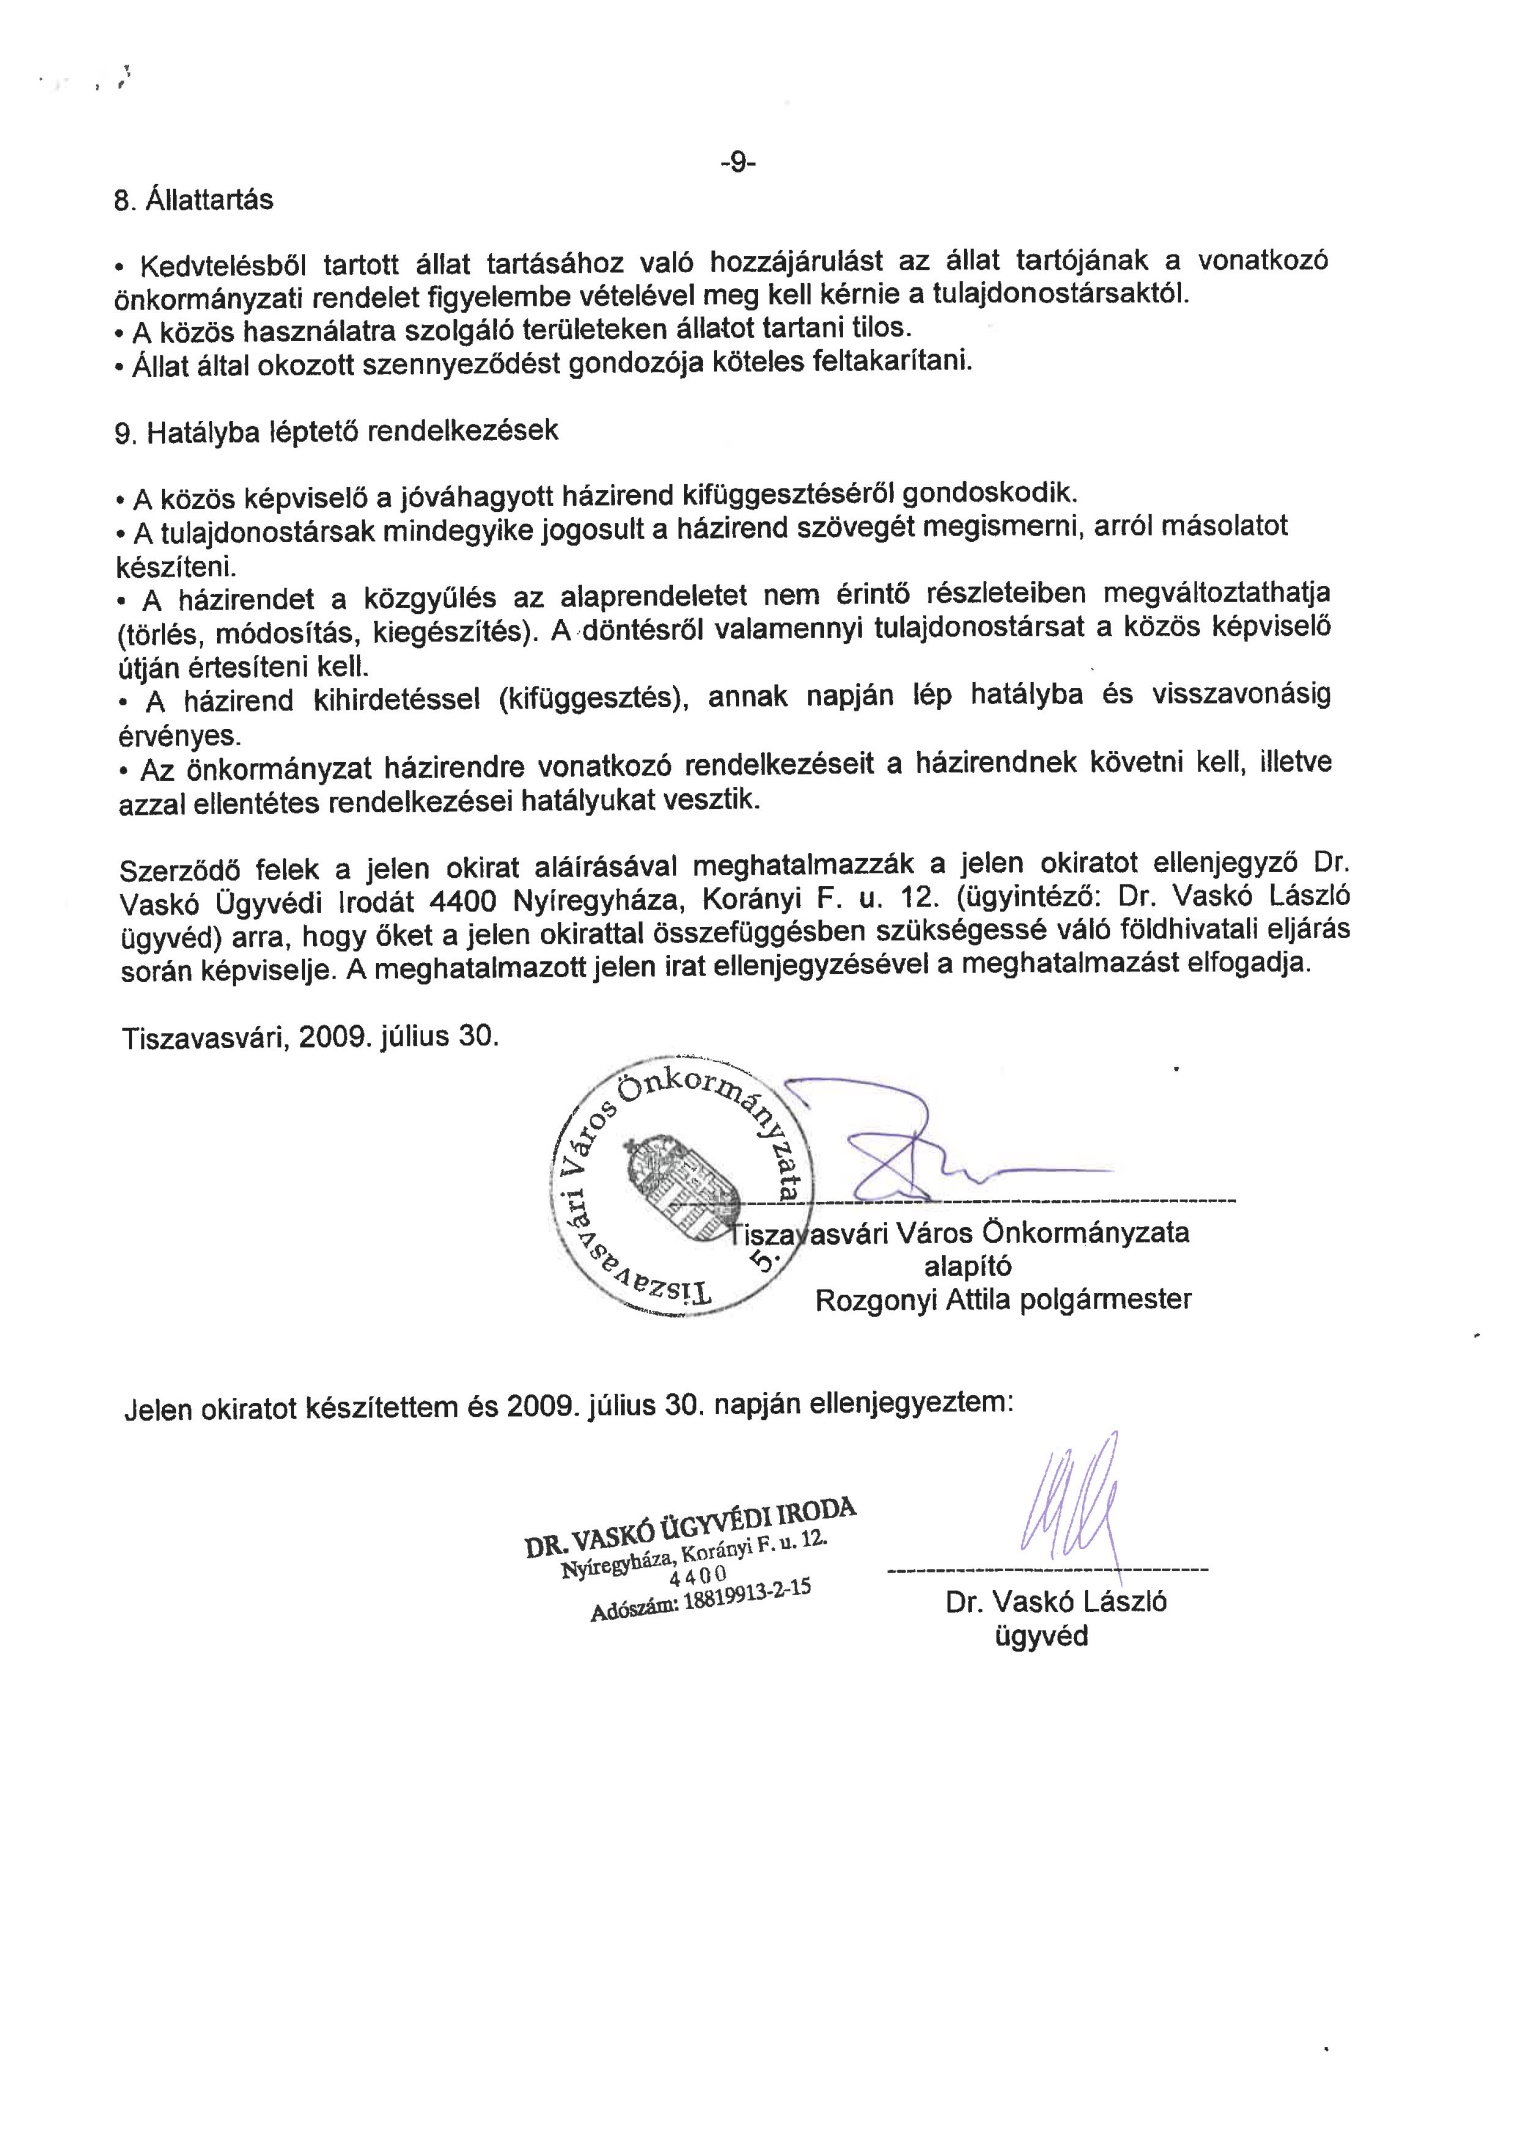 -9-
8. Állattartás
• Kedvtelésből tartott állat tartásához való hozzájárulást az állat tartójának a vonatkozó
önkormányzati rendelet figyelembe vételével meg kell kérnie a tulajdonostársaktól.
• A közös használatra szolgáló területeken állatot tartani tilos.
• Állat által okozott szennyeződést gondozója köteles feltakarítani.
9. Hatályba léptető rendelkezések
• A közös képviselő a jóváhagyott házirend kifüggesztéséről gondoskodik.
• A tulajdonostársak mindegyike jogosult a házirend szövegét megismerni, arról másolatot
készíteni.
• A házirendet a közgyűlés az alaprendeletet nem érintő részleteiben megváltoztathatja
(törlés, módosítás, kiegészítés). A döntésről valamennyi tulajdonostársat a közös képviselő
útján értesíteni kell.
• A házirend kihirdetéssel (kifüggesztés), annak napján lép hatályba és visszavonásig
érvényes.
• Az önkormányzat házirendre vonatkozó rendelkezéseit a házirendnek követni kell, illetve
azzal ellentétes rendelkezései hatályukat vesztik.
Szerződő felek a jelen okirat aláírásával meghatalmazzák a jelen okiratot ellenjegyző Dr.
Vaskó Ügyvédi Irodát 4400 Nyíregyháza, Korányi F. u. 12. (ügyintéző: Dr. Vaskó László
ügyvéd) arra, hogy őket a jelen okirattal összefüggésben szükségessé váló földhivatali eljárás
során képviselje. A meghatalmazott jelen irat ellenjegyzésével a meghatalmazást elfogadja.
Tiszavasvári, 2009. július 30.
Tiszavasvári Város Önkormányzata
5.
Tiszavasvári Város Önkormányzata
alapító
Rozgonyi Attila polgármester
Jelen okiratot készítettem és 2009. július 30. napján ellenjegyeztem:
DR. VASKÓ ÜGYVÉDI IRODA
Nyíregyháza, Korányi F. u. 12.
4400
Adószám: 18819913-2-15
Dr. Vaskó László
ügyvéd